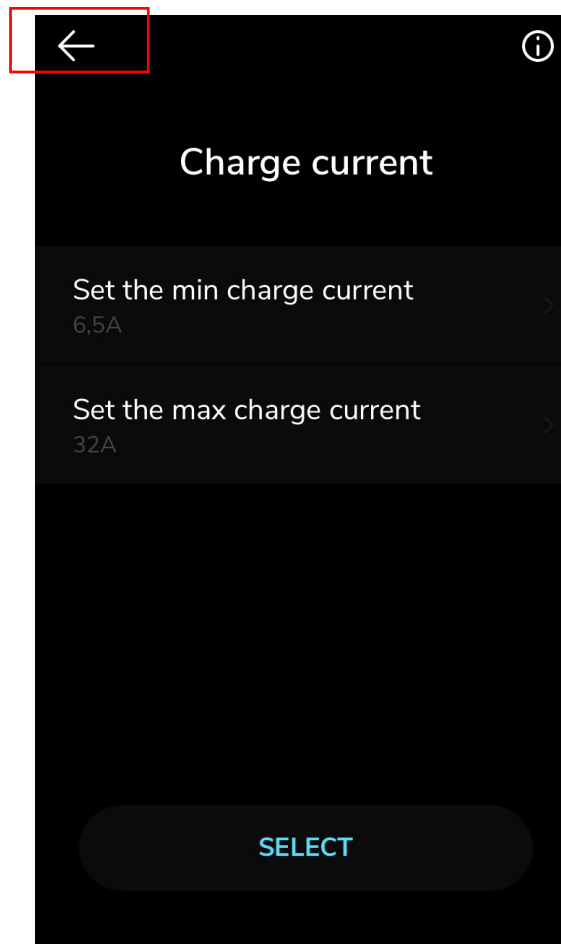 Charge current
Set the min charge current
6,5A
Set the max charge current
32A
SELECT